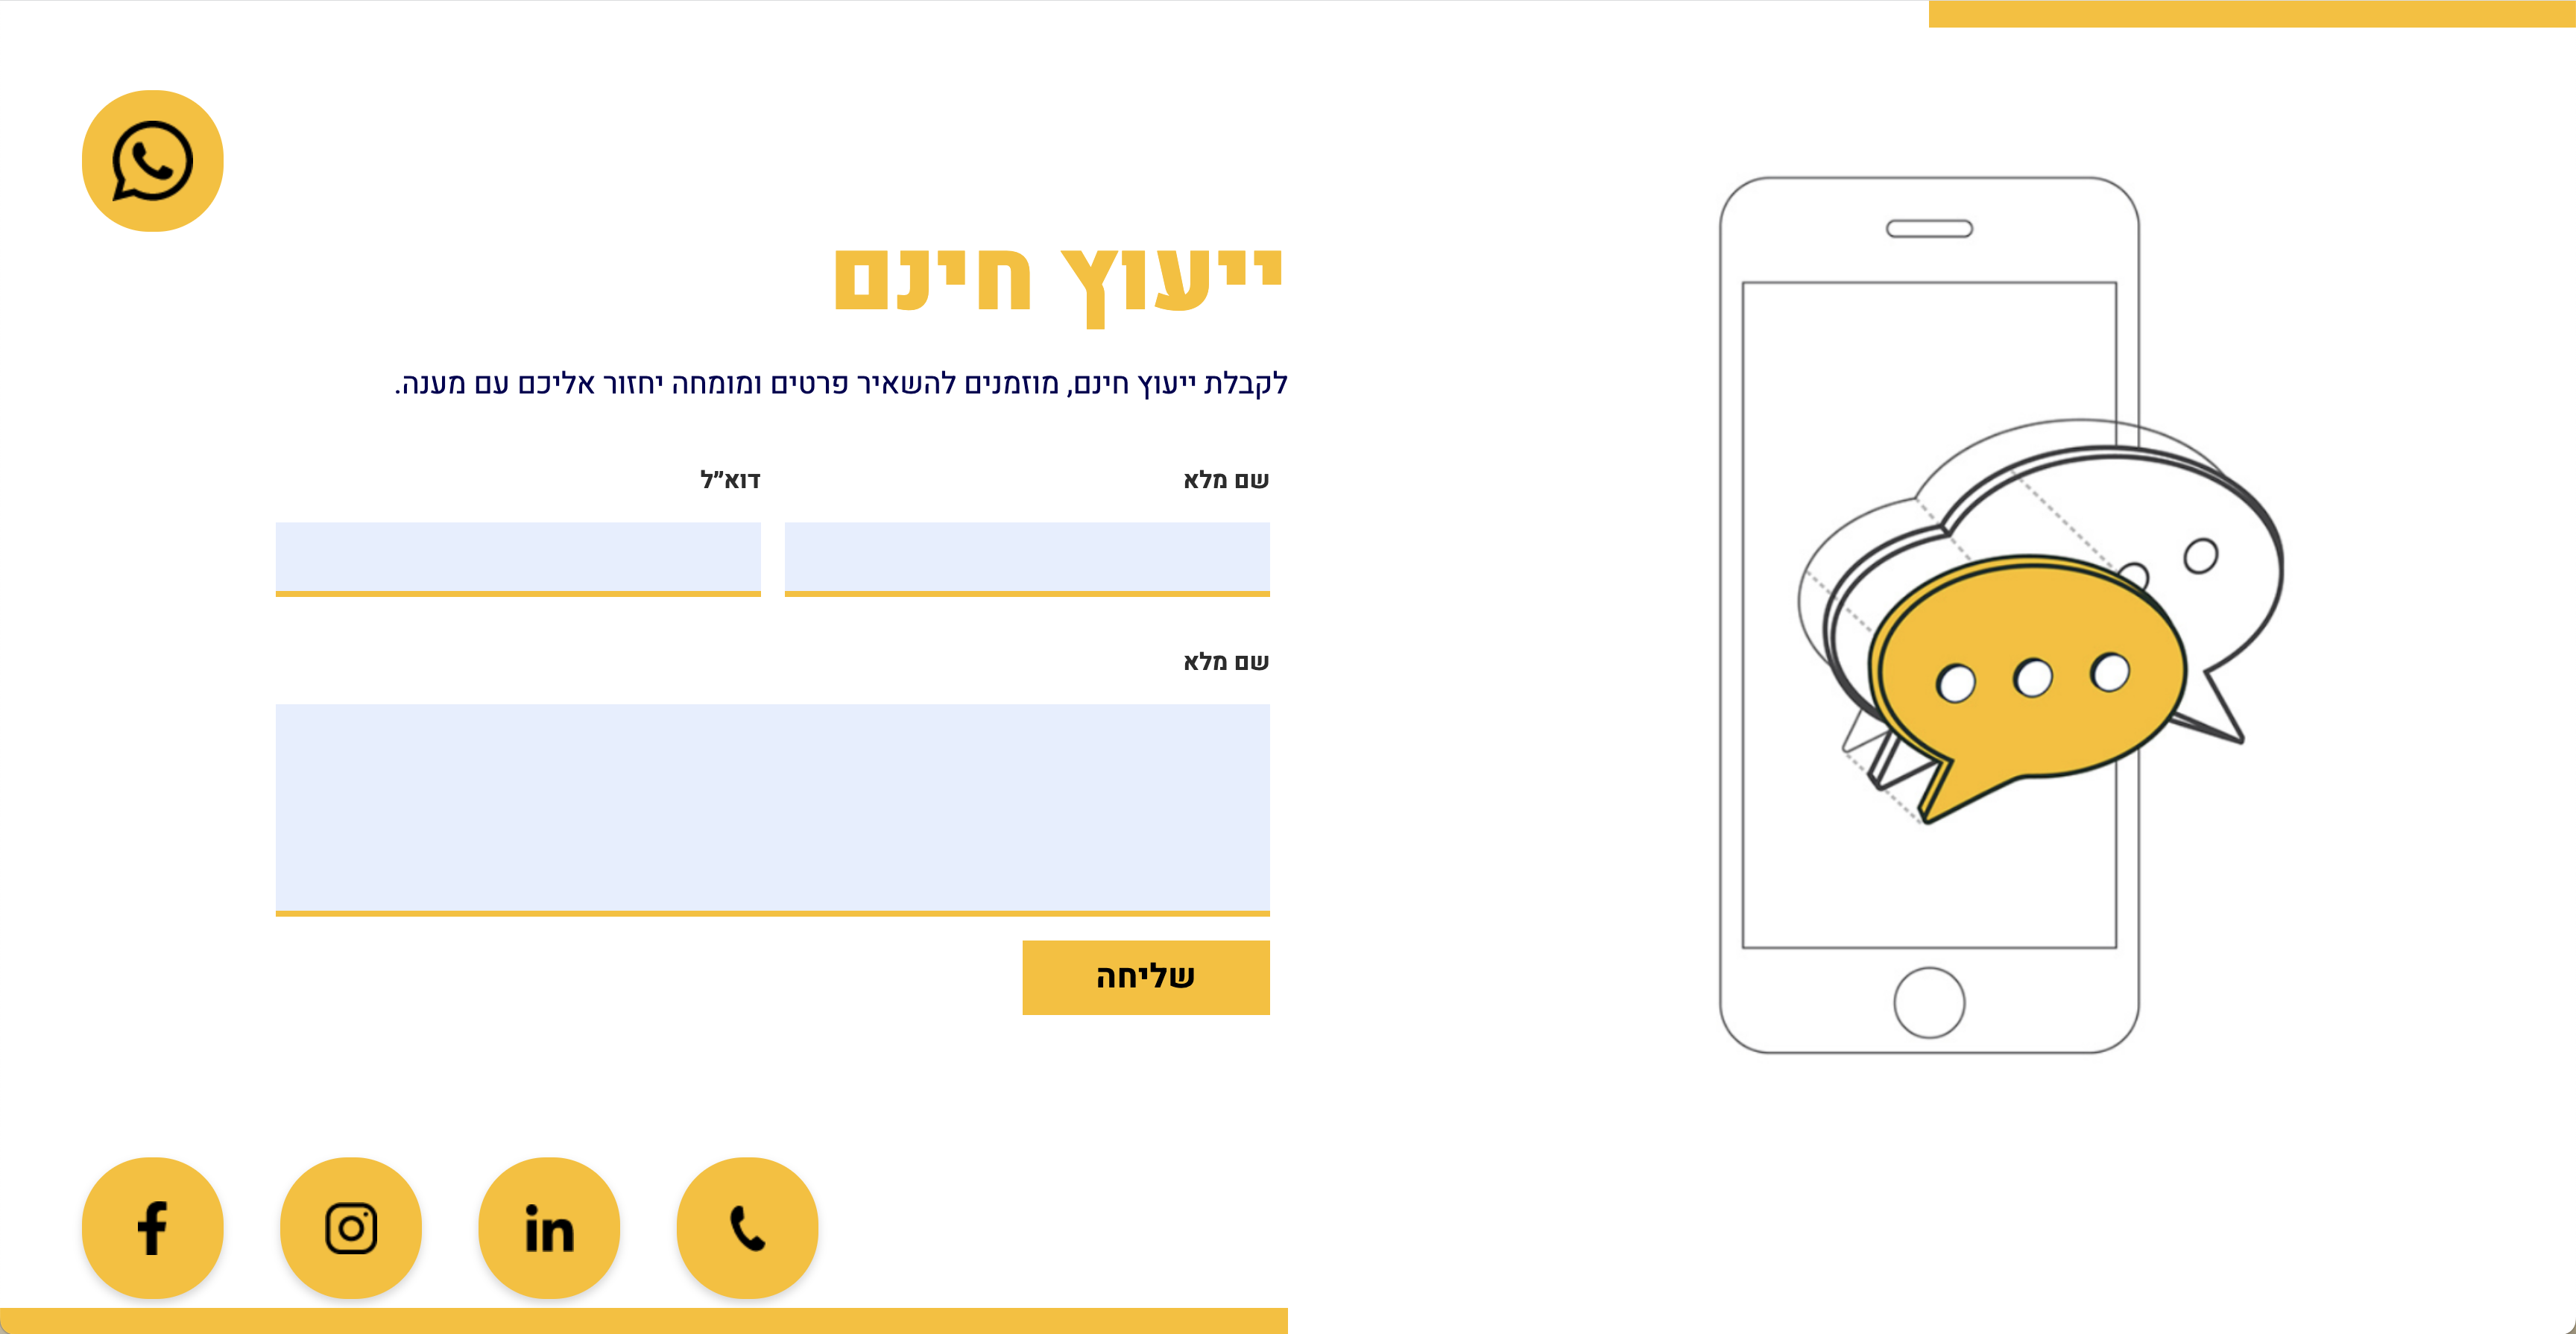 ייעוץ חינם
לקבלת ייעוץ חינם, מוזמנים להשאיר פרטים ומומחה יחזור אליכם עם מענה.
שם מלא
דוא״ל
שם מלא
שליחה